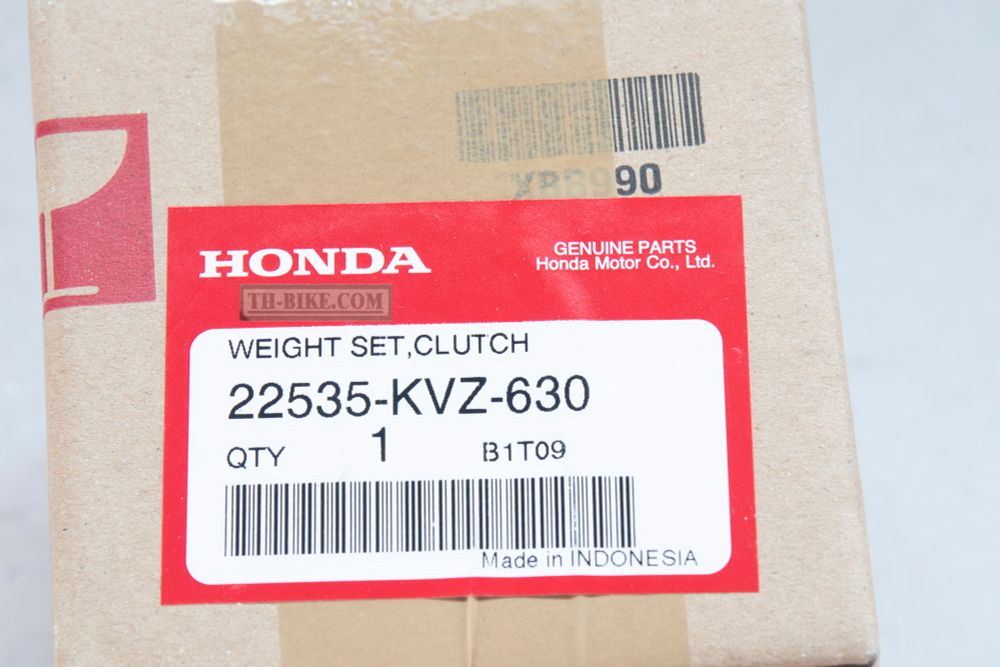 90
HONDA
GENUINE PARTS
Honda Motor Co., Ltd.
TH-BIKE.COM
WEIGHT SET,CLUTCH
22535-KVZ-630
QTY 1 B1T09
Made in INDONESIA